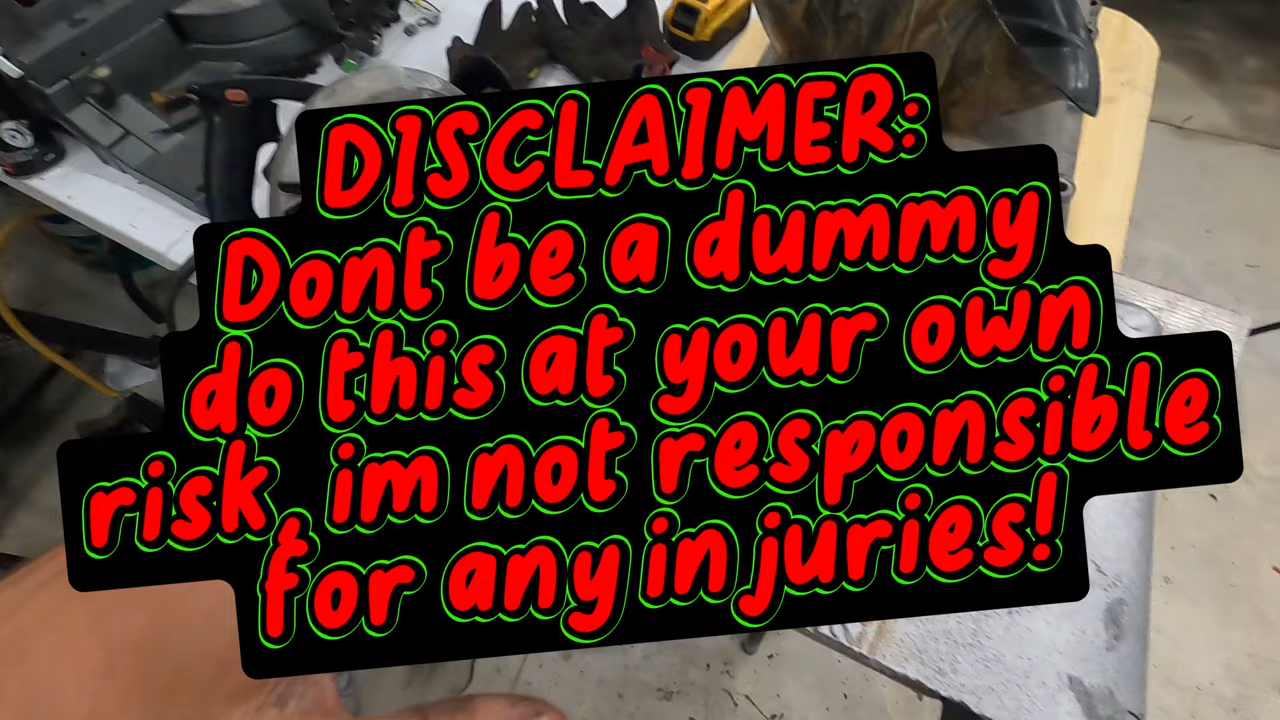 DISCLAIMER:
Dont be a dummy
do this at your own
risk, im not responsible
for any injuries!